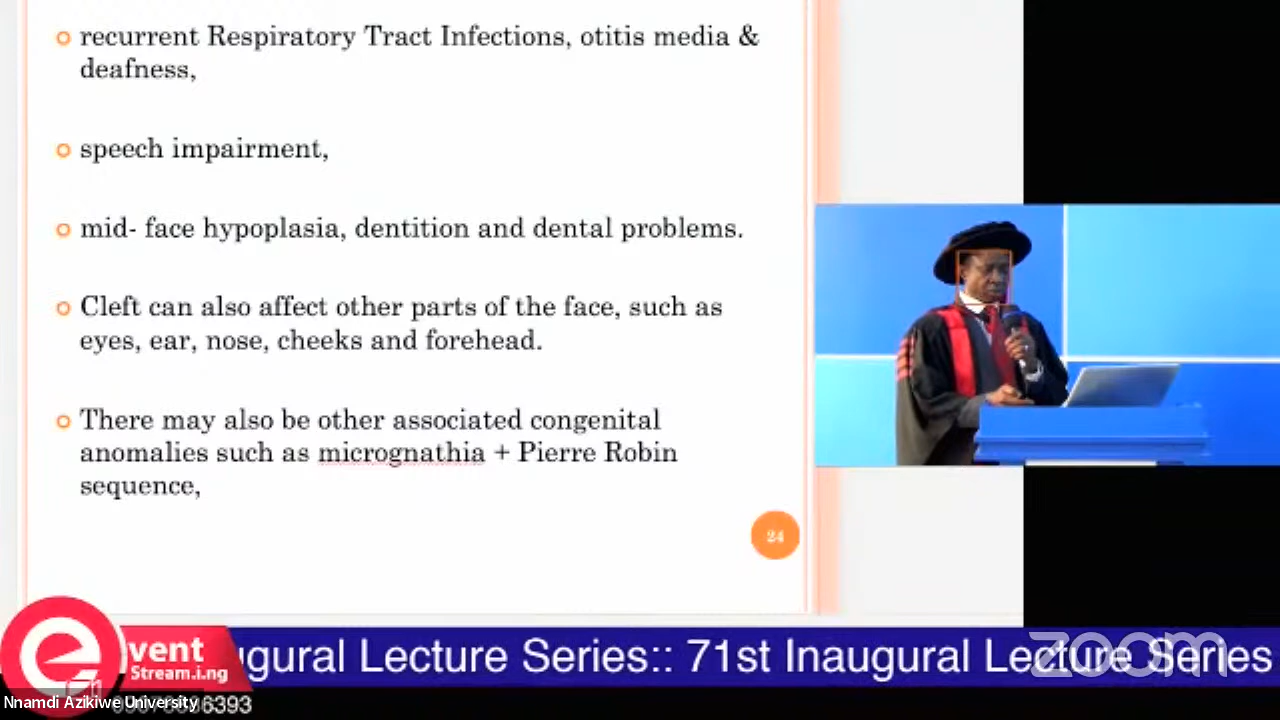 recurrent Respiratory Tract Infections, otitis media &
deafness,
speech impairment,
mid- face hypoplasia, dentition and dental problems.
Cleft can also affect other parts of the face, such as
eyes, ear, nose, cheeks and forehead.
There may also be other associated congenital
anomalies such as micrognathia + Pierre Robin
sequence,
24
event
Stream.i.ng
gural Lecture Series:: 71st Inaugural Lecture Series
zoom
Nnamdi Azikiwe University